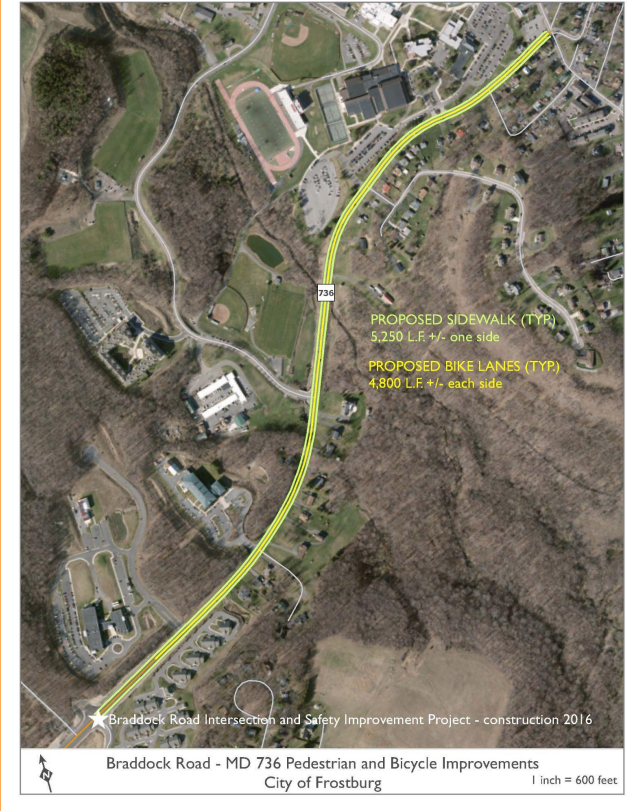 736
PROPOSED SIDEWALK (TYP.)
5,250 L.F. +/- one side
PROPOSED BIKE LANES (TYP.)
4,800 L.F. +/- each side
Braddock Road Intersection and Safety Improvement Project - construction 2016
N
Braddock Road - MD 736 Pedestrian and Bicycle Improvements
City of Frostburg
1 inch = 600 feet